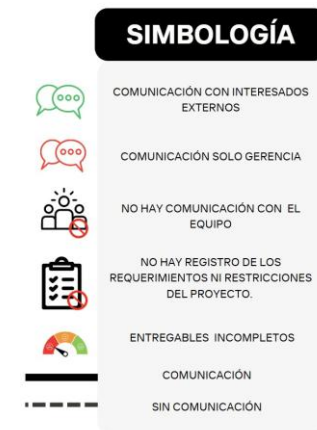 SIMBOLOGÍA
COMUNICACIÓN CON INTERESADOS
EXTERNOS
COMUNICACIÓN SOLO GERENCIA
NO HAY COMUNICACIÓN CON EL
EQUIPO
NO HAY REGISTRO DE LOS
REQUERIMIENTOS NI RESTRICCIONES
DEL PROYECTO.
ENTREGABLES INCOMPLETOS
COMUNICACIÓN
SIN COMUNICACIÓN